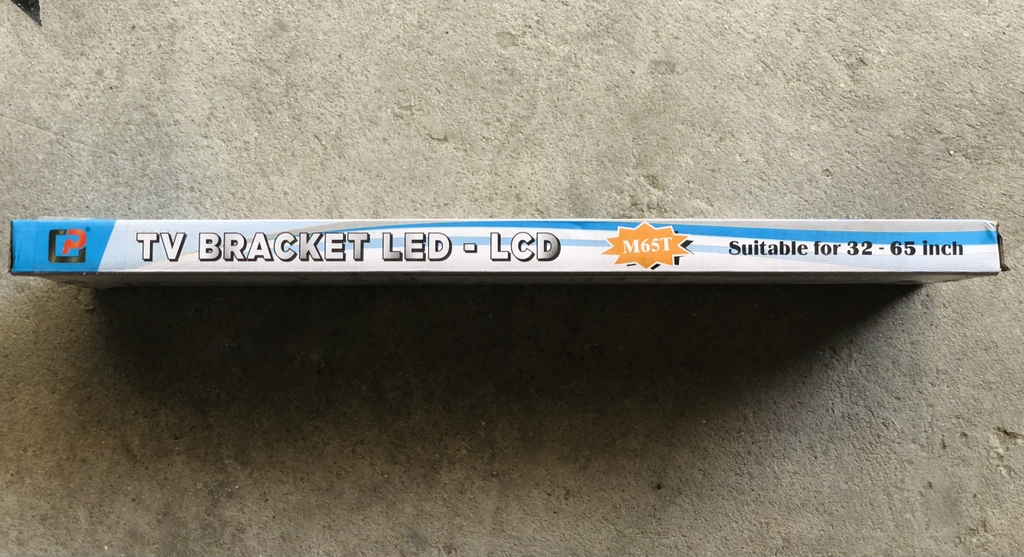 TV BRACKET LED - LCD
M65T
Suitable for 32 - 65 inch